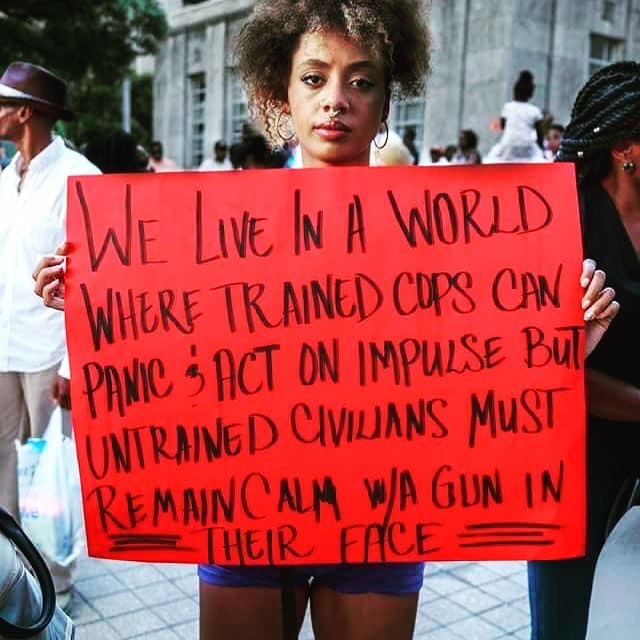 WE LIVE IN A WORLD
WHERE TRAINED COPS CAN
PANIC & ACT ON IMPULSE BUT
UNTRAINED CIVILIANS MUST
REMAIN CALM W/A GUN IN
THEIR FACE